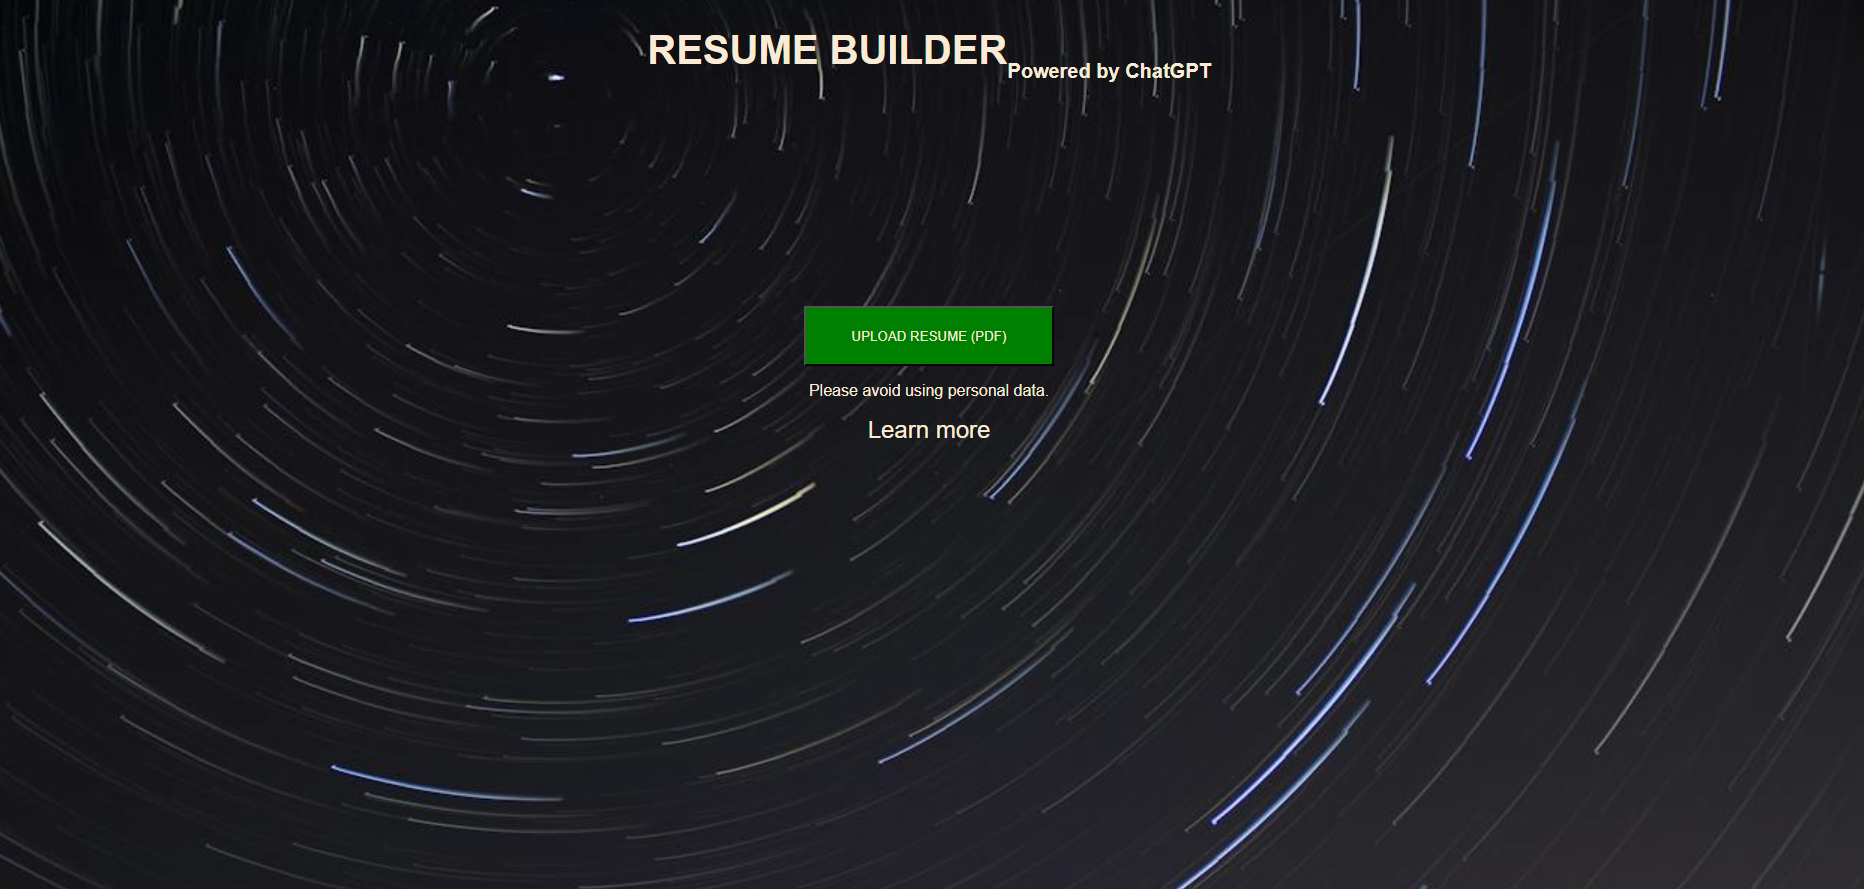 RESUME BUILDER Powered by ChatGPT
UPLOAD RESUME (PDF)
Please avoid using personal data.
Learn more